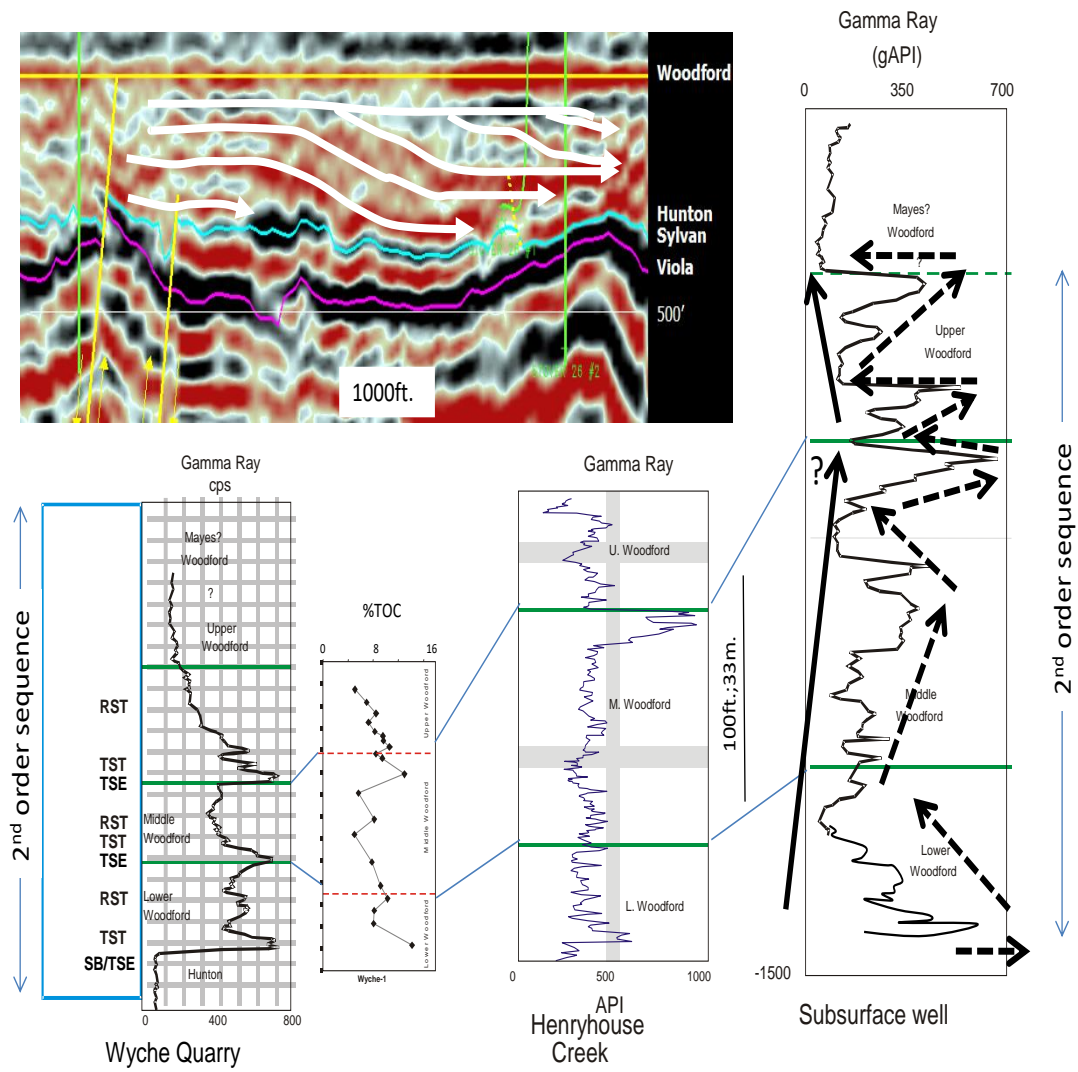 Gamma Ray
(gAPI)
0 350 700
Woodford
Hunton
Sylvan
Viola
500'
1000ft.
26 #2
Mayes?
Woodford
?
Upper
Woodford
?
Middle
Woodford
Lower
Woodford
-1500
Subsurface well
2nd order sequence
Gamma Ray
cps
2nd order sequence
Mayes?
Woodford
?
Upper
Woodford
RST
TST
TSE
RST
Middle
Woodford
TST
TSE
RST
Lower
Woodford
TST
SB/TSE
Hunton
0 400 800
Wyche Quarry
%TOC
0 8 16
Upper Woodford
Middle Woodford
Lower Woodford
Wyche-1
Gamma Ray
U. Woodford
M. Woodford
L. Woodford
0 500 1000
API
Henryhouse
Creek
100ft.;33m.